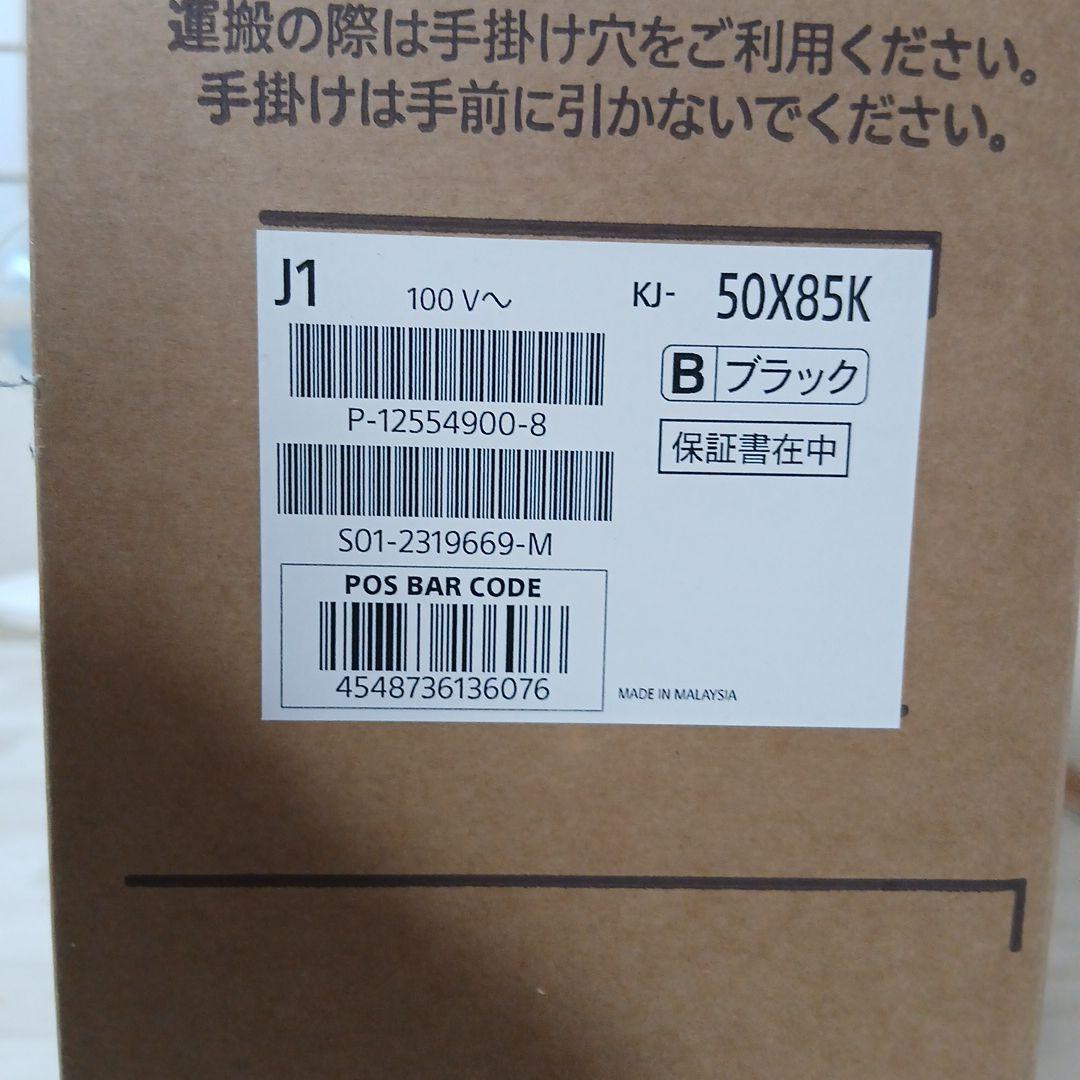 運搬の際は手掛け穴をご利用ください。
手掛けは手前に引かないでください。
J1
100 V～
KJ- 50X85K
B ブラック
P-12554900-8
保証書在中
S01-2319669-M
POS BAR CODE
4548736136076
MADE IN MALAYSIA